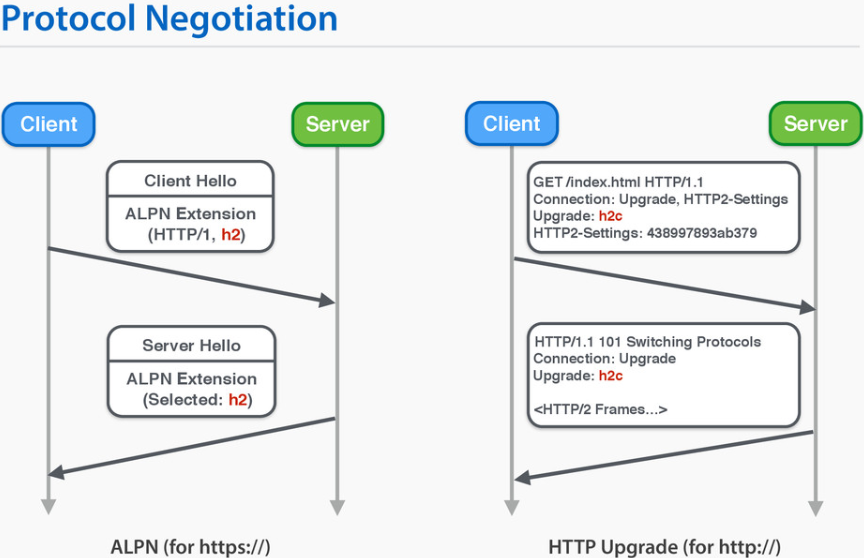 Protocol Negotiation
Client
Server
Client Hello
ALPN Extension
(HTTP/1, h2)
Server Hello
ALPN Extension
(Selected: h2)
ALPN (for https://)
Client
Server
GET /index.html HTTP/1.1
Connection: Upgrade, HTTP2-Settings
Upgrade: h2c
HTTP2-Settings: 438997893ab379
HTTP/1.1 101 Switching Protocols
Connection: Upgrade
Upgrade: h2c
<HTTP/2 Frames...>
HTTP Upgrade (for http://)